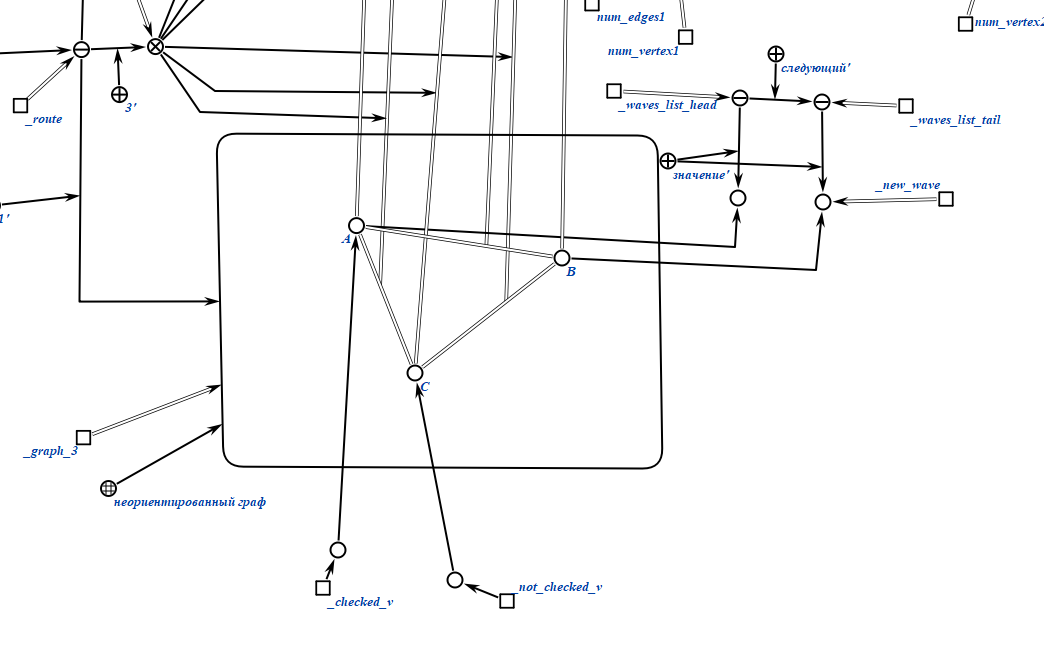 num_edges1
num_vertex2
num_vertex1
следующий'
_waves_list_head
3'
_route
_waves_list_tail
значение'
_new_wave
1'
A
B
C
_graph_3
неориентированный граф
_not_checked_v
_checked_v